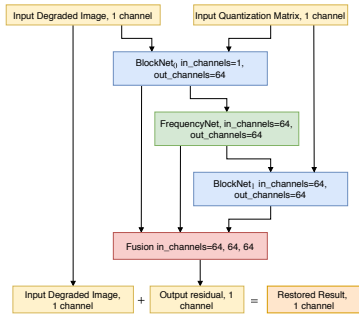 Input Degraded Image, 1 channel
Input Quantization Matrix, 1 channel
BlockNet₀ in_channels=1,
out_channels=64
FrequencyNet, in_channels=64,
out_channels=64
BlockNet₁ in_channels=64,
out_channels=64
Fusion in_channels=64, 64, 64
Input Degraded Image,
1 channel
+
Output residual, 1
channel
=
Restored Result,
1 channel